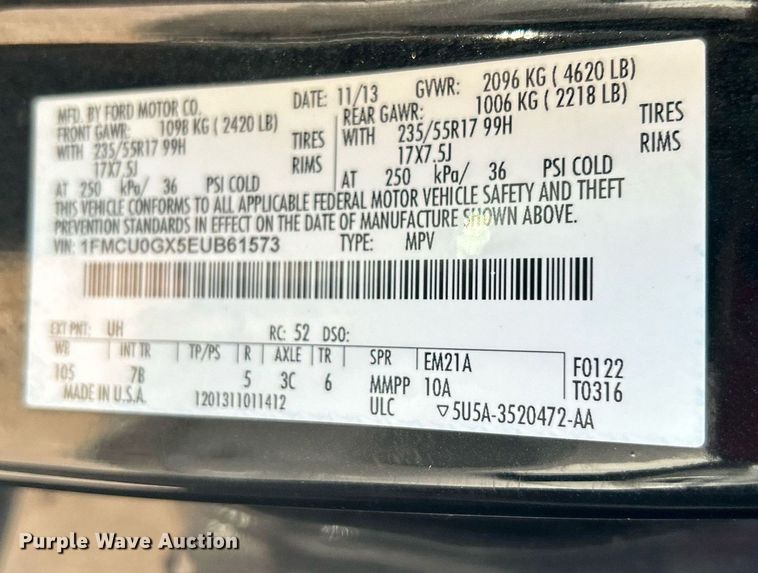 MFD. BY FORD MOTOR CO. DATE: 11/13 GVWR: 2096 KG ( 4620 LB)
FRONT GAWR: 1098 KG ( 2420 LB) REAR GAWR: 1006 KG ( 2218 LB)
WITH 235/55R17 99H TIRES WITH 235/55R17 99H TIRES
17X7.5J RIMS 17X7.5J RIMS
AT 250 kPa/ 36 PSI COLD AT 250 kPa/ 36 PSI COLD
THIS VEHICLE CONFORMS TO ALL APPLICABLE FEDERAL MOTOR VEHICLE SAFETY AND THEFT
PREVENTION STANDARDS IN EFFECT ON THE DATE OF MANUFACTURE SHOWN ABOVE.
VIN: 1FMCU0GX5EUB61573 TYPE: MPV
EXT PNT: UH RC: 52 DSO:
WB INT TR TP/PS R AXLE TR SPR EM21A F0122
105 7B 5 3C 6 MMPP 10A T0316
MADE IN U.S.A. 1201311011412 ULC ▽5U5A-3520472-AA
Purple Wave Auction